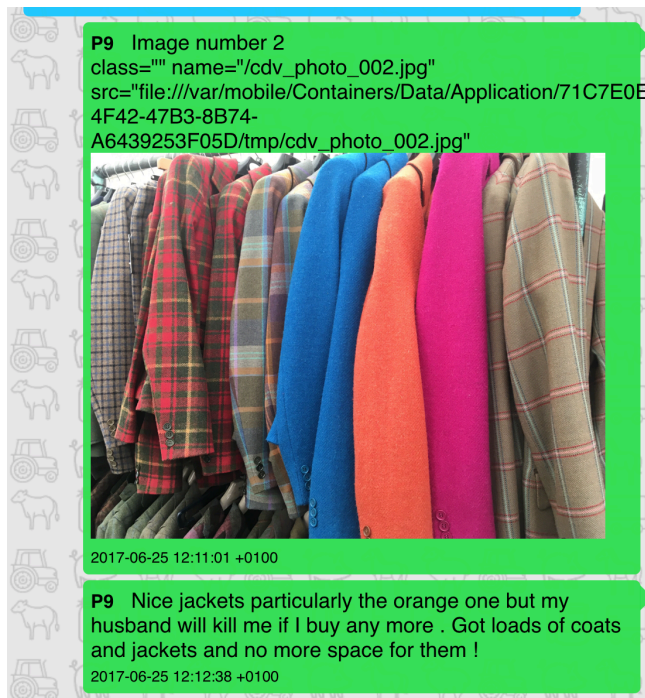 P9 Image number 2
class="" name="/cdv_photo_002.jpg"
src="file:///var/mobile/Containers/Data/Application/71C7E0E
4F42-47B3-8B74-
A6439253F05D/tmp/cdv_photo_002.jpg"
2017-06-25 12:11:01 +0100
P9 Nice jackets particularly the orange one but my
husband will kill me if I buy any more . Got loads of coats
and jackets and no more space for them !
2017-06-25 12:12:38 +0100